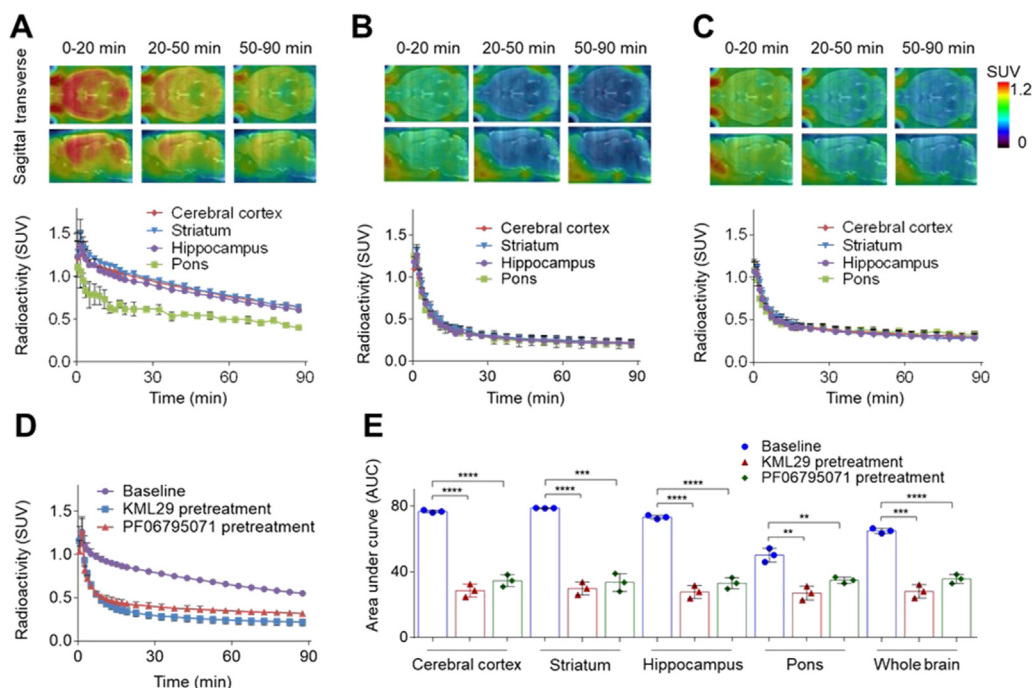 A
B
C
0-20 min 20-50 min 50-90 min
0-20 min 20-50 min 50-90 min
0-20 min 20-50 min 50-90 min
Sagittal transverse
SUV
1.2
0
Radioactivity (SUV)
1.5
1.0
0.5
0.0
Cerebral cortex
Striatum
Hippocampus
Pons
0 30 60 90
Time (min)
Radioactivity (SUV)
1.5
1.0
0.5
0.0
Cerebral cortex
Striatum
Hippocampus
Pons
0 30 60 90
Time (min)
Radioactivity (SUV)
1.5
1.0
0.5
0.0
Cerebral cortex
Striatum
Hippocampus
Pons
0 30 60 90
Time (min)
D
Radioactivity (SUV)
1.5
1.0
0.5
0.0
Baseline
KML29 pretreatment
PF06795071 pretreatment
0 30 60 90
Time (min)
E
Baseline
KML29 pretreatment
PF06795071 pretreatment
Area under curve (AUC)
80
40
0
**** ****
*** ****
**** ****
** **
**** ***
Cerebral cortex Striatum Hippocampus Pons Whole brain